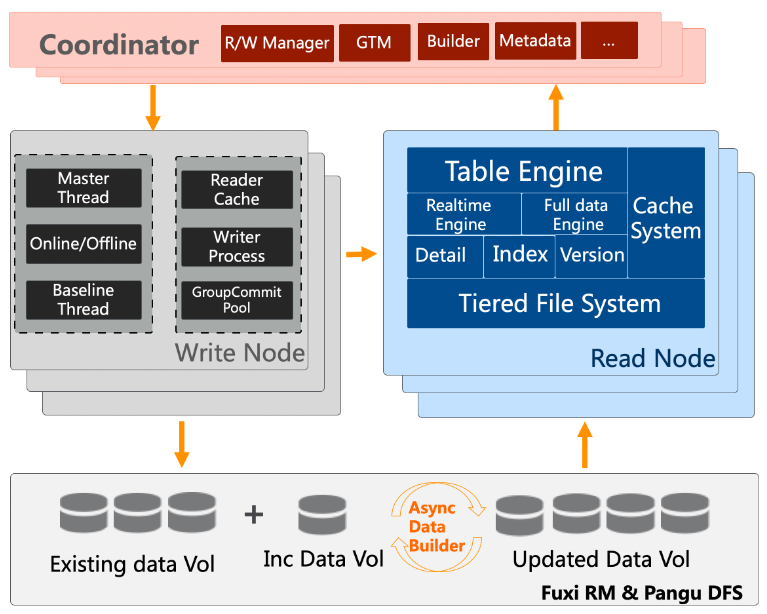 Coordinator
R/W Manager
GTM
Builder
Metadata
...
Master
Thread
Online/Offline
Baseline
Thread
Reader
Cache
Writer
Process
GroupCommit
Pool
Write Node
Table Engine
Realtime
Engine
Full data
Engine
Cache
System
Detail
Index
Version
Tiered File System
Read Node
+
Existing data Vol
Inc Data Vol
Async
Data
Builder
Updated Data Vol
Fuxi RM & Pangu DFS